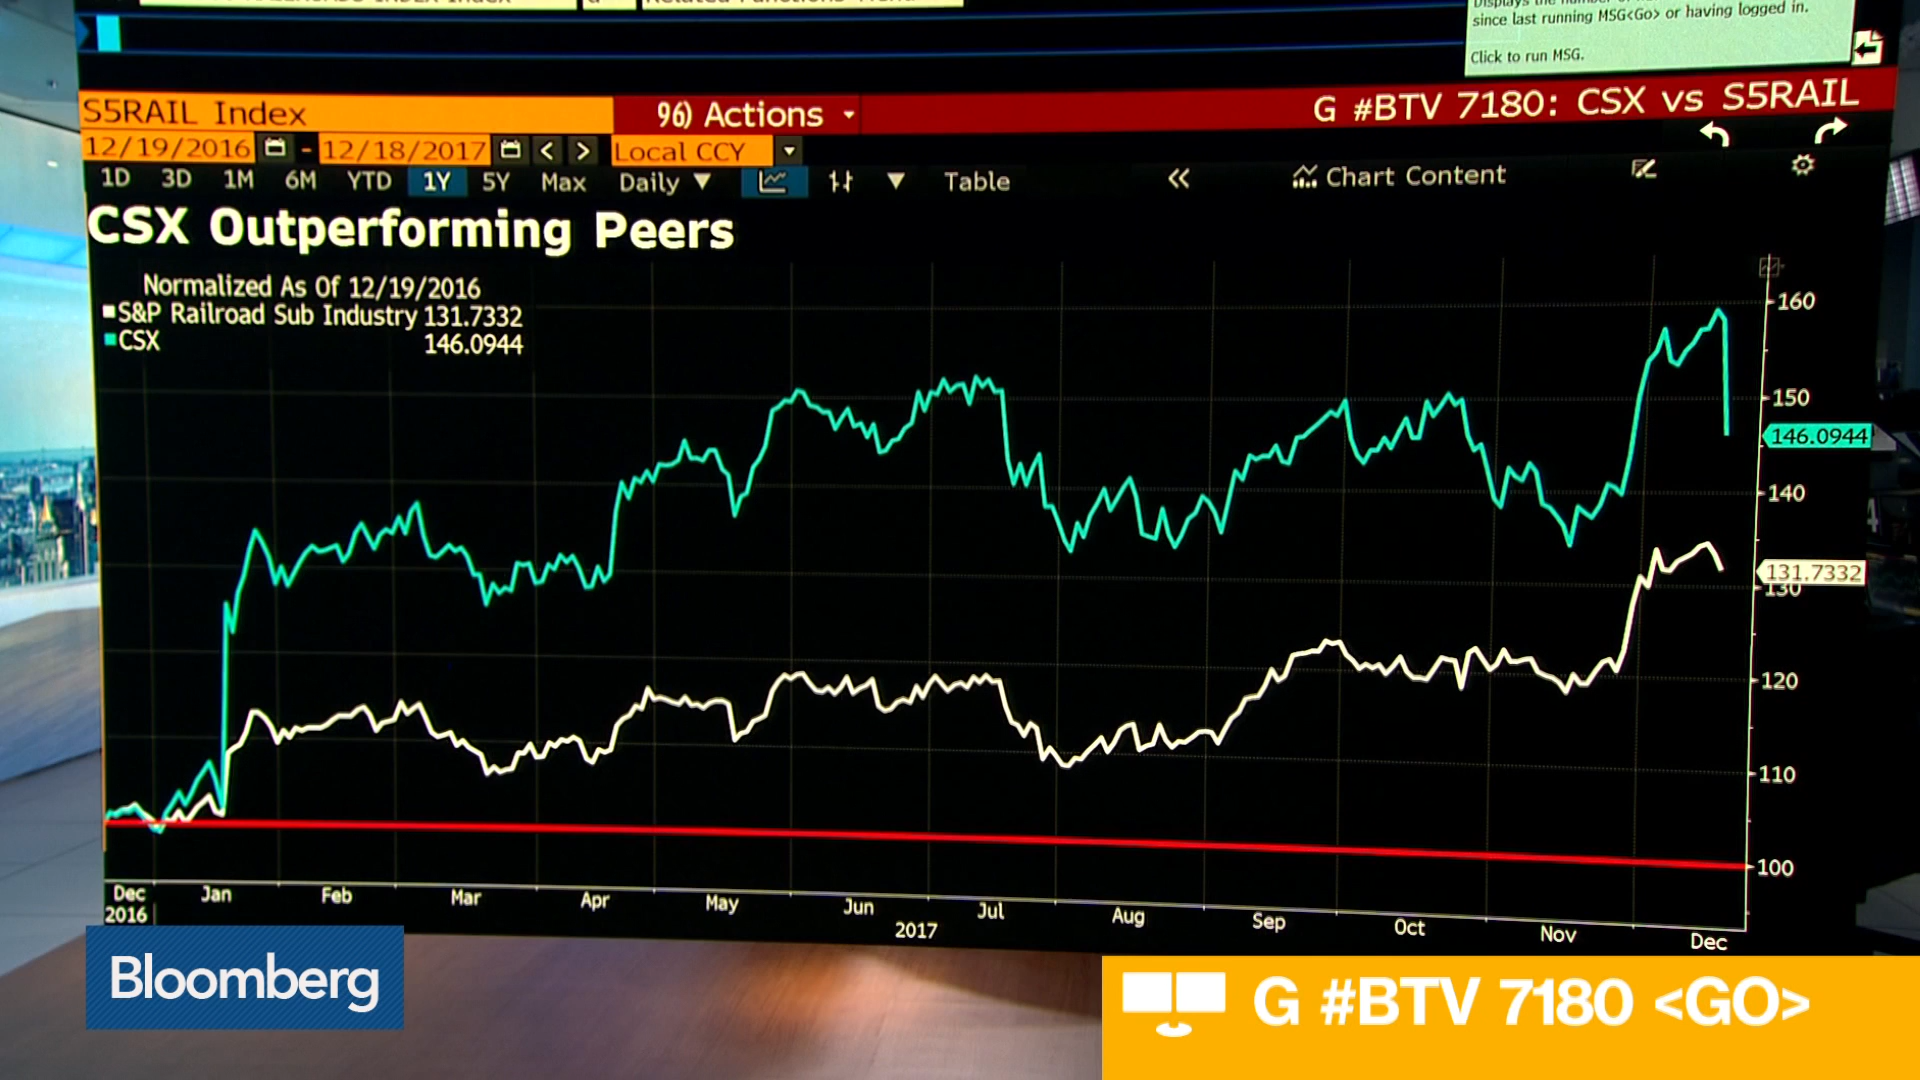 since last running MSG<Go> or having logged in.
Click to run MSG.
S5RAIL Index 96) Actions G #BTV 7180: CSX vs S5RAIL
12/19/2016 - 12/18/2017 < > Local CCY
1D 3D 1M 6M YTD 1Y 5Y Max Daily Table << Chart Content
CSX Outperforming Peers
Normalized As Of 12/19/2016
S&P Railroad Sub Industry 131.7332
CSX 146.0944
160
150
146.0944
140
131.7332
130
120
110
100
Dec Jan Feb Mar Apr May Jun Jul Aug Sep Oct Nov Dec
2016 2017
Bloomberg
G #BTV 7180 <GO>